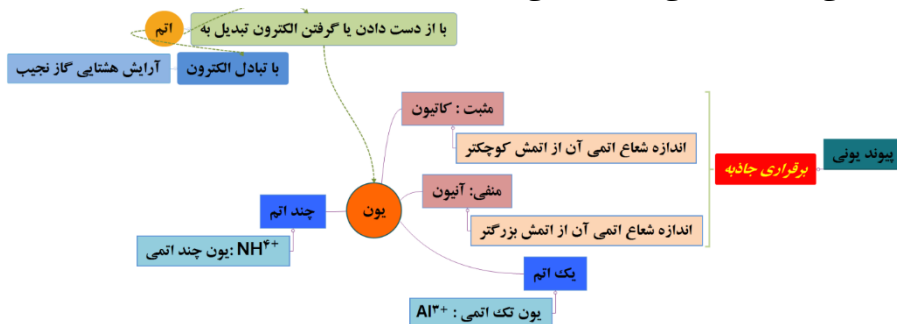 با از دست دادن یا گرفتن الکترون تبدیل به
اتم
با تبادل الکترون
آرایش هشتایی گاز نجیب
مثبت : کاتیون
اندازه شعاع اتمی آن از اتمش کوچکتر
پیوند یونی
برقراری جاذبه
منفی: آنیون
یون
چند اتم
اندازه شعاع اتمی آن از اتمش بزرگتر
NH⁴⁺ :یون چند اتمی
یک اتم
یون تک اتمی : Al³⁺